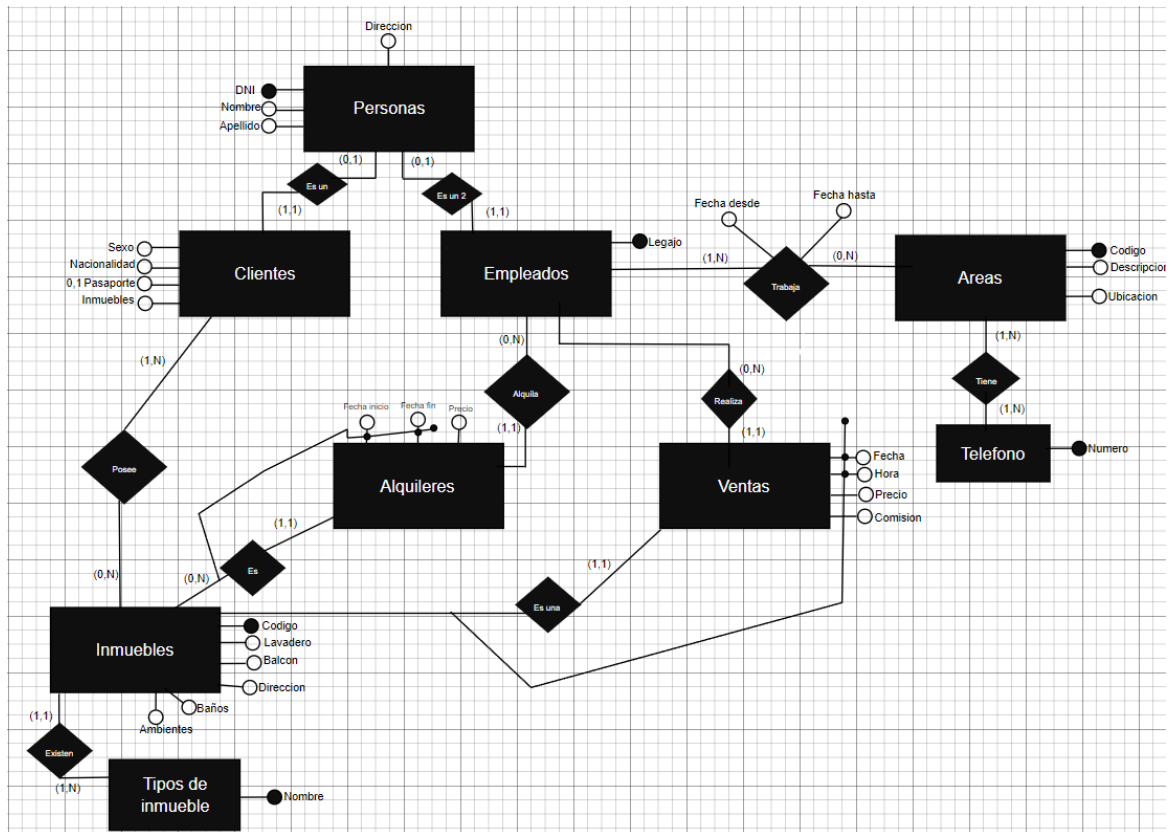 Direccion
DNI
Personas
Nombre
Apellido
(0,1)
(0,1)
Es un
Es un 2
(1,1)
(1,1)
Fecha desde
Fecha hasta
Sexo
Nacionalidad
0,1 Pasaporte
Inmuebles
Clientes
Empleados
Legajo
(1,N)
Trabaja
(0,N)
Areas
Codigo
Descripcion
Ubicacion
(1,N)
(0,N)
(1,N)
(0,N)
Alquila
Realiza
Tiene
Fecha inicio
Fecha fin
Precio
(1,1)
(1,1)
(1,N)
Posee
Alquileres
Ventas
Fecha
Hora
Precio
Comision
Telefono
Numero
(1,1)
(1,1)
Es
(0,N)
(0,N)
Es una
Inmuebles
Codigo
Lavadero
Balcon
Direccion
Baños
Ambientes
(1,1)
Existen
(1,N)
Tipos de
inmueble
Nombre